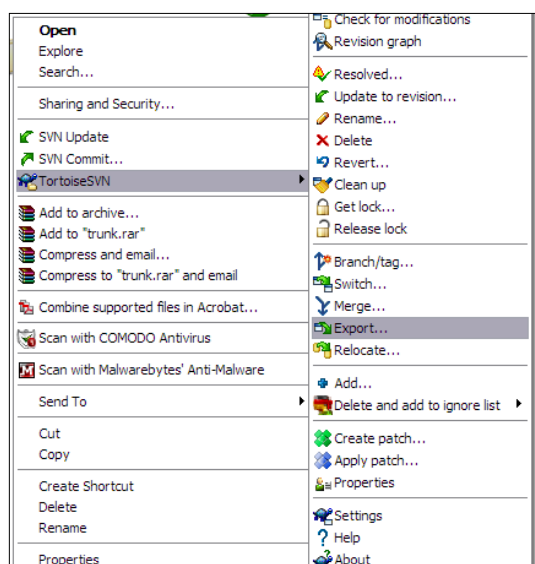 Open
Explore
Search...
Sharing and Security...
SVN Update
SVN Commit...
TortoiseSVN
Add to archive...
Add to "trunk.rar"
Compress and email...
Compress to "trunk.rar" and email
Combine supported files in Acrobat...
Scan with COMODO Antivirus
Scan with Malwarebytes' Anti-Malware
Send To
Cut
Copy
Create Shortcut
Delete
Rename
Properties
Check for modifications
Revision graph
Resolved...
Update to revision...
Rename...
Delete
Revert...
Clean up
Get lock...
Release lock
Branch/tag...
Switch...
Merge...
Export...
Relocate...
Add...
Delete and add to ignore list
Create patch...
Apply patch...
Properties
Settings
Help
About